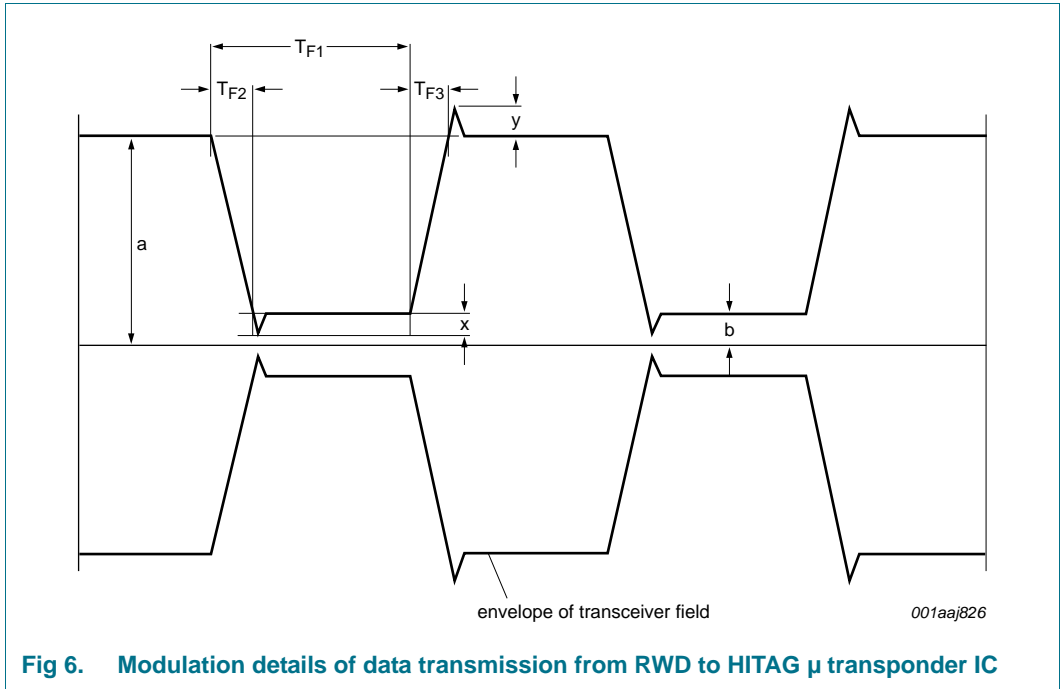 TF1
TF2
TF3
y
a
x
b
envelope of transceiver field
001aaj826
Fig 6. Modulation details of data transmission from RWD to HITAG µ transponder IC